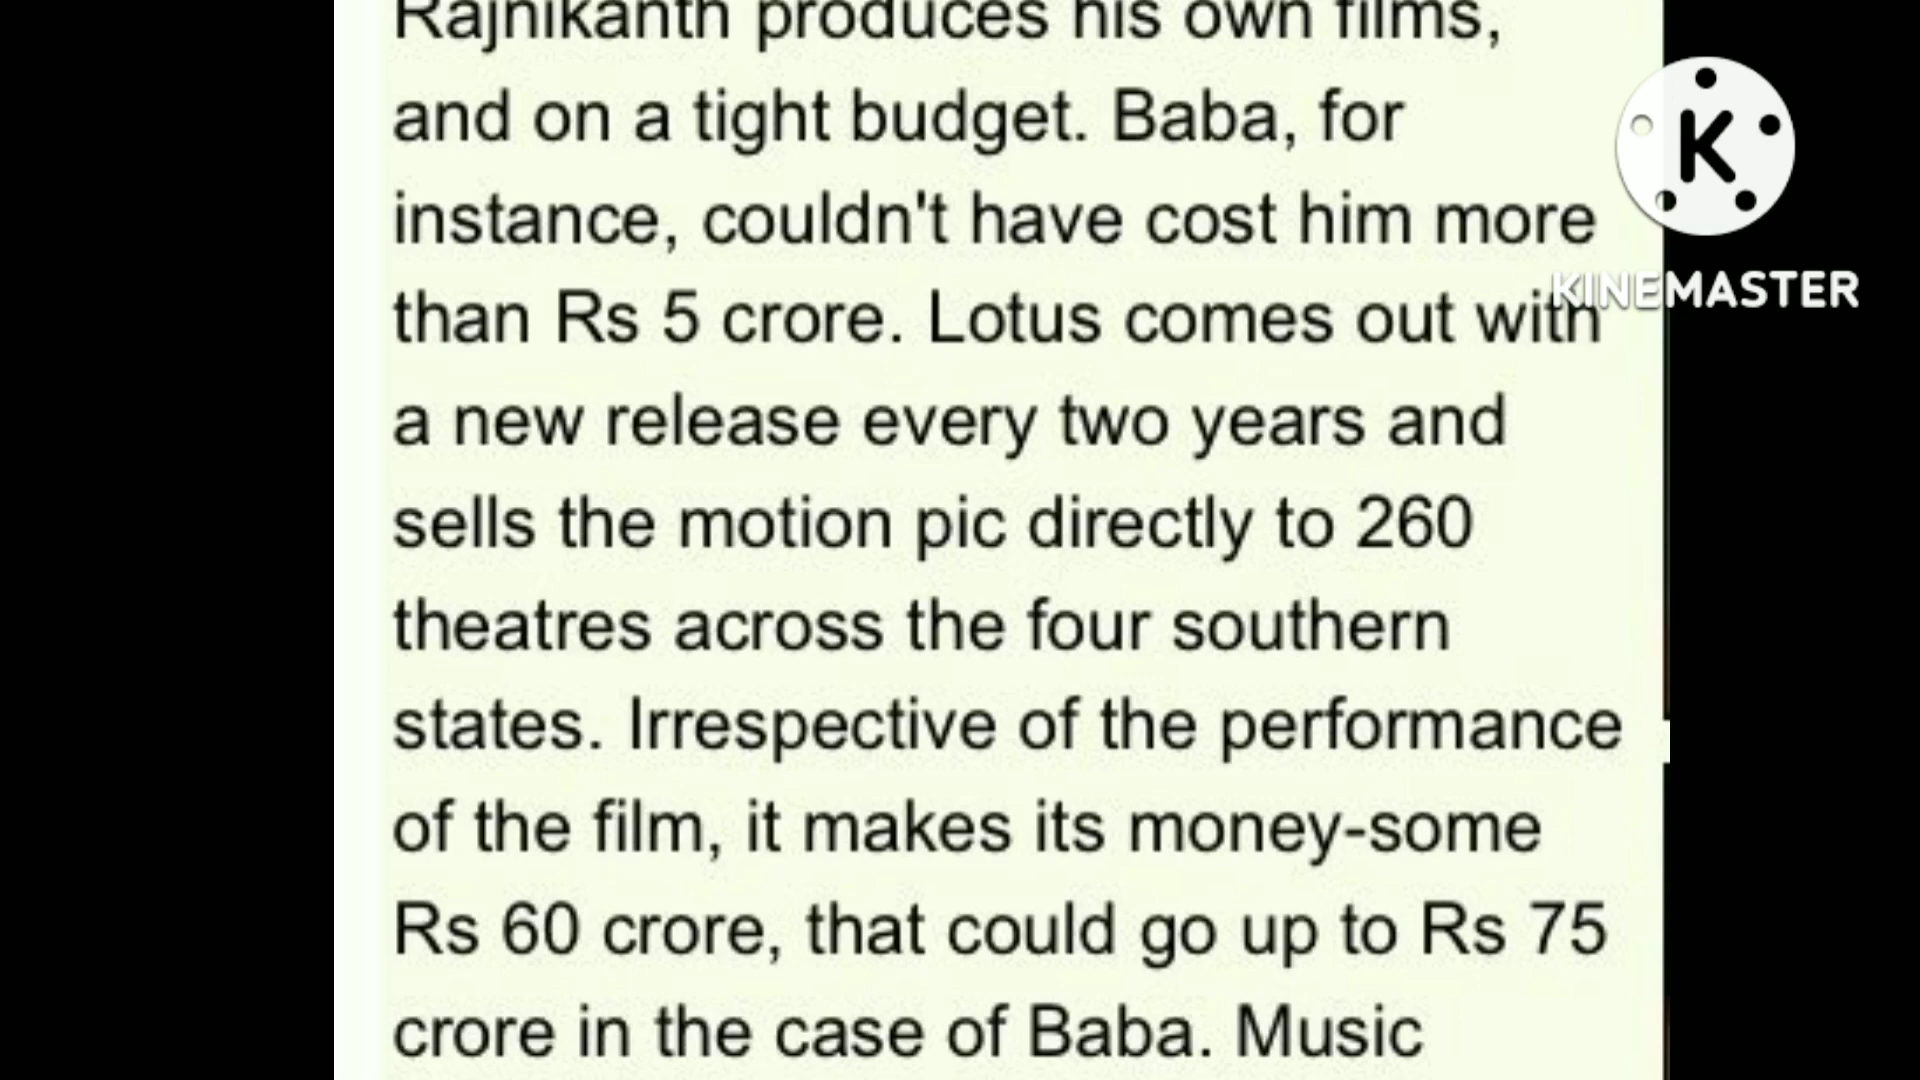 Rajnikanth produces his own films,
and on a tight budget. Baba, for
instance, couldn't have cost him more
than Rs 5 crore. Lotus comes out with
a new release every two years and
sells the motion pic directly to 260
theatres across the four southern
states. Irrespective of the performance
of the film, it makes its money-some
Rs 60 crore, that could go up to Rs 75
crore in the case of Baba. Music
K
KINEMASTER